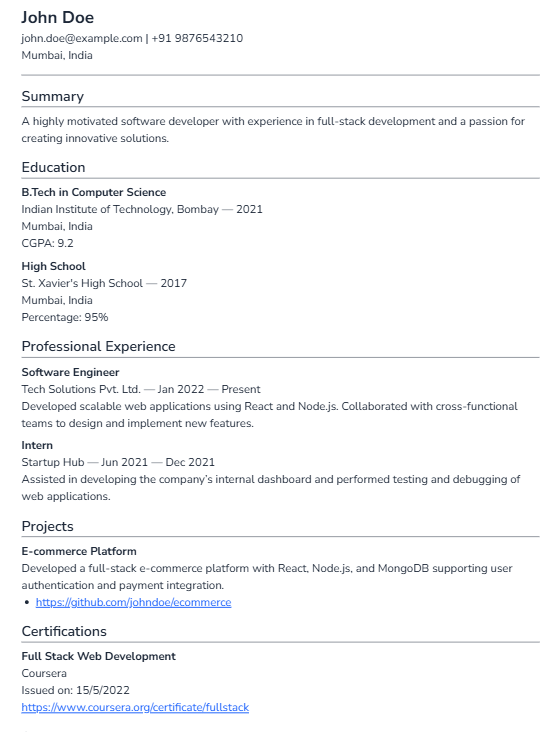 John Doe
john.doe@example.com | +91 9876543210
Mumbai, India
Summary
A highly motivated software developer with experience in full-stack development and a passion for
creating innovative solutions.
Education
B.Tech in Computer Science
Indian Institute of Technology, Bombay — 2021
Mumbai, India
CGPA: 9.2
High School
St. Xavier's High School — 2017
Mumbai, India
Percentage: 95%
Professional Experience
Software Engineer
Tech Solutions Pvt. Ltd. — Jan 2022 — Present
Developed scalable web applications using React and Node.js. Collaborated with cross-functional
teams to design and implement new features.
Intern
Startup Hub — Jun 2021 — Dec 2021
Assisted in developing the company's internal dashboard and performed testing and debugging of
web applications.
Projects
E-commerce Platform
Developed a full-stack e-commerce platform with React, Node.js, and MongoDB supporting user
authentication and payment integration.
• https://github.com/johndoe/ecommerce
Certifications
Full Stack Web Development
Coursera
Issued on: 15/5/2022
https://www.coursera.org/certificate/fullstack